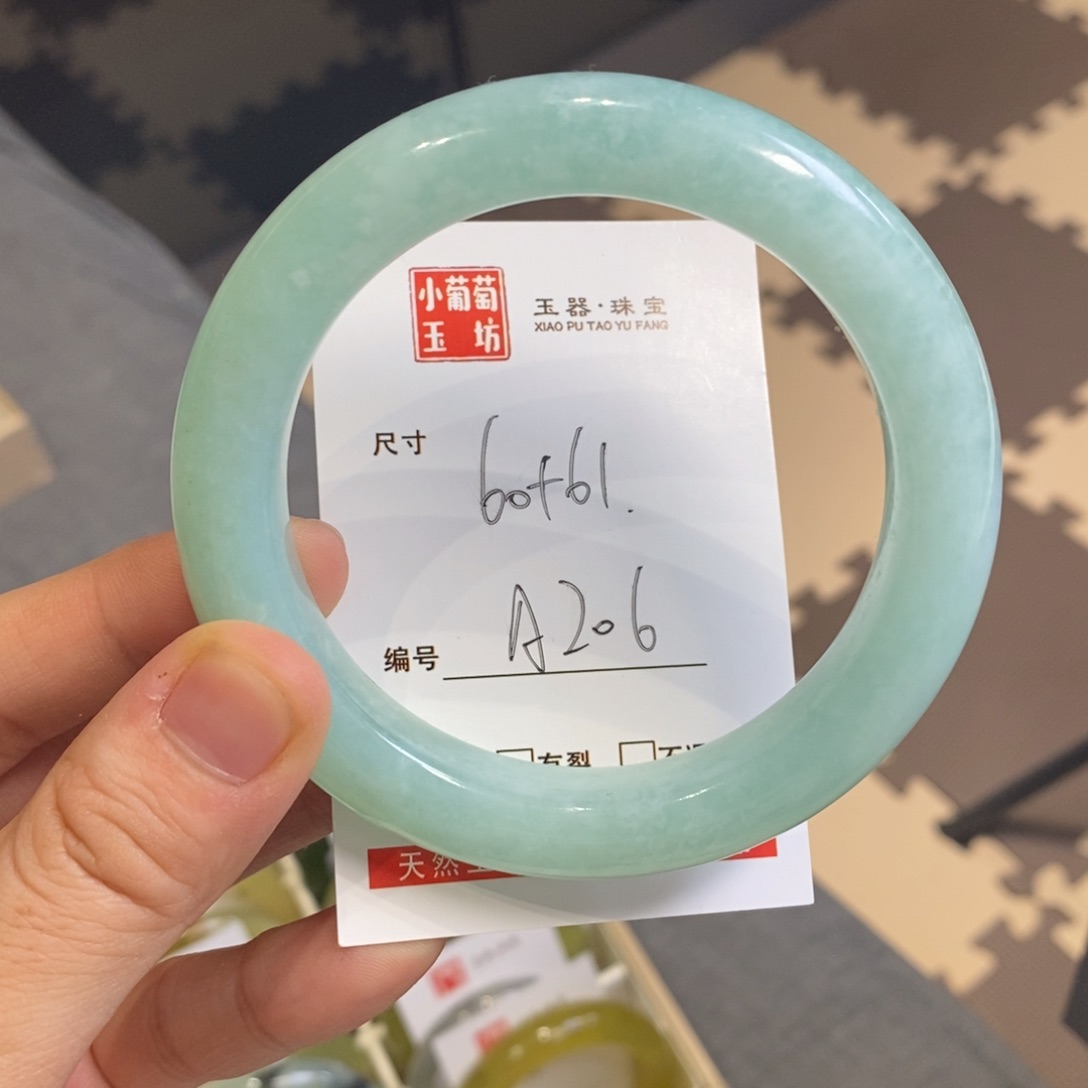 小葡萄
玉坊
玉器·珠宝
XIAO PU TAO YU FANG
尺寸 60+61.
编号 A206
有裂
天然